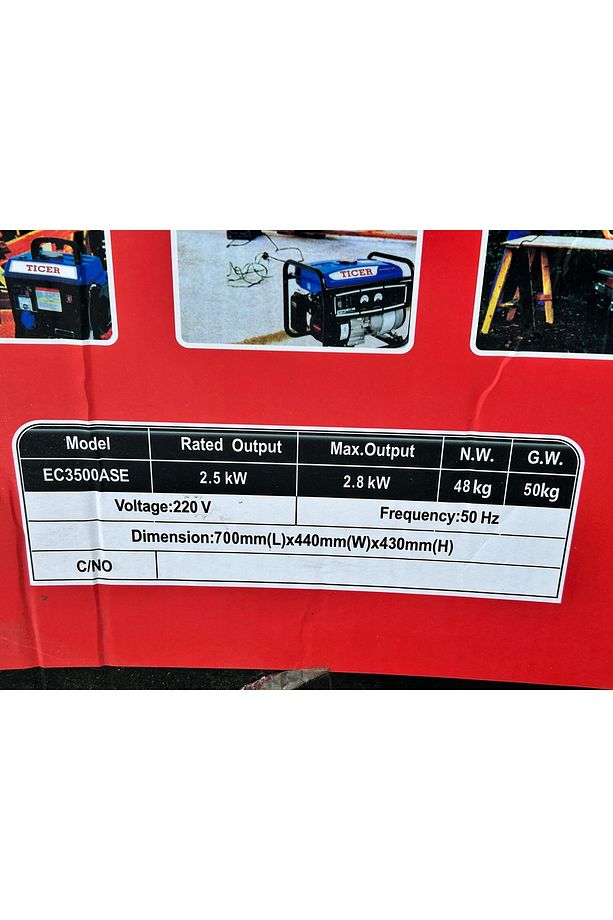 TICER
TICER
Model Rated Output Max.Output N.W. G.W.
EC3500ASE 2.5 kW 2.8 kW 48kg 50kg
Voltage:220 V Frequency:50 Hz
Dimension:700mm(L)x440mm(W)x430mm(H)
C/NO